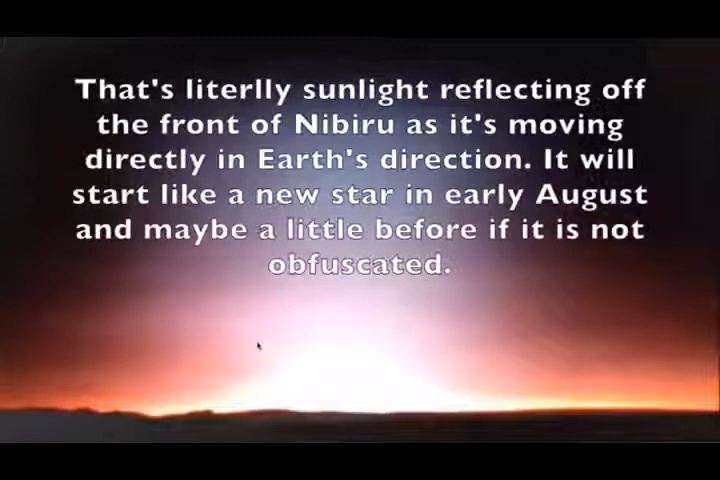 That's literlly sunlight reflecting off
the front of Nibiru as it's moving
directly in Earth's direction. It will
start like a new star in early August
and maybe a little before if it is not
obfuscated.